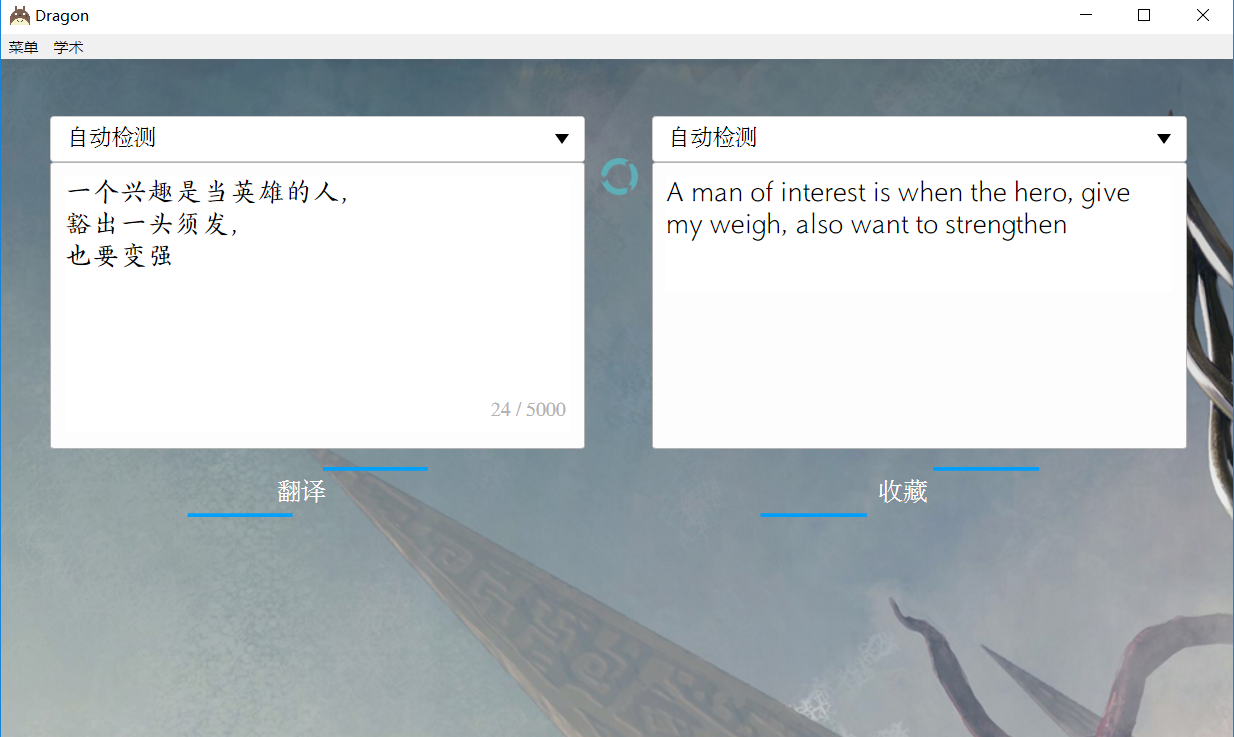 Dragon
菜单 学术
自动检测
一个兴趣是当英雄的人,
豁出一头须发,
也要变强
24 / 5000
自动检测
A man of interest is when the hero, give
my weigh, also want to strengthen
翻译
收藏